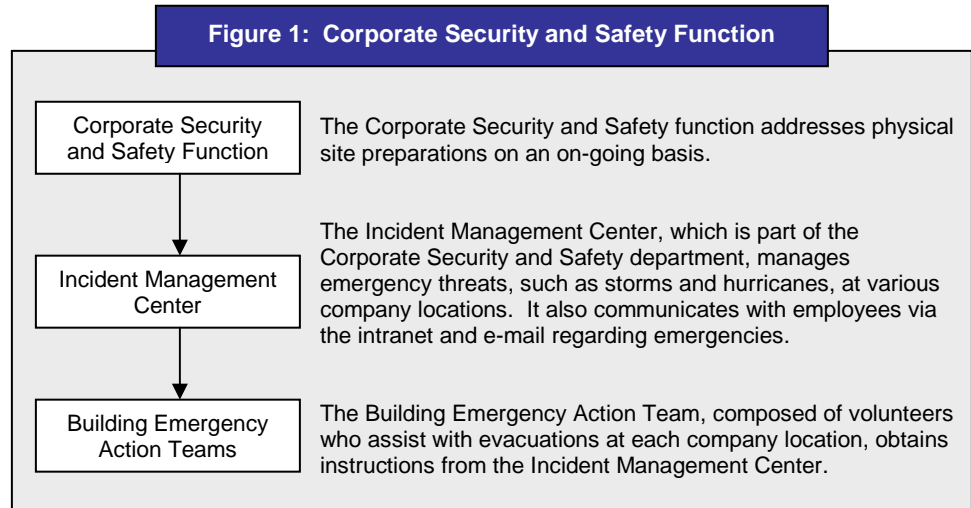 Figure 1: Corporate Security and Safety Function
Corporate Security
and Safety Function
The Corporate Security and Safety function addresses physical
site preparations on an on-going basis.
Incident Management
Center
The Incident Management Center, which is part of the
Corporate Security and Safety department, manages
emergency threats, such as storms and hurricanes, at various
company locations. It also communicates with employees via
the intranet and e-mail regarding emergencies.
Building Emergency
Action Teams
The Building Emergency Action Team, composed of volunteers
who assist with evacuations at each company location, obtains
instructions from the Incident Management Center.